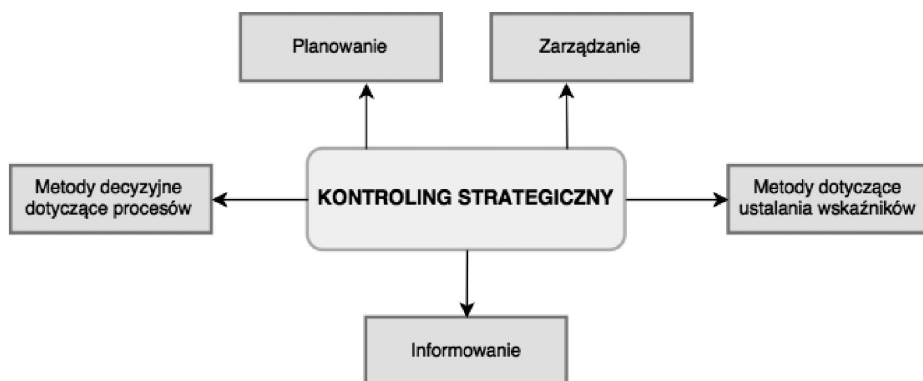 Planowanie
Zarządzanie
Metody decyzyjne
dotyczące procesów
KONTROLING STRATEGICZNY
Metody dotyczące
ustalania wskaźników
Informowanie